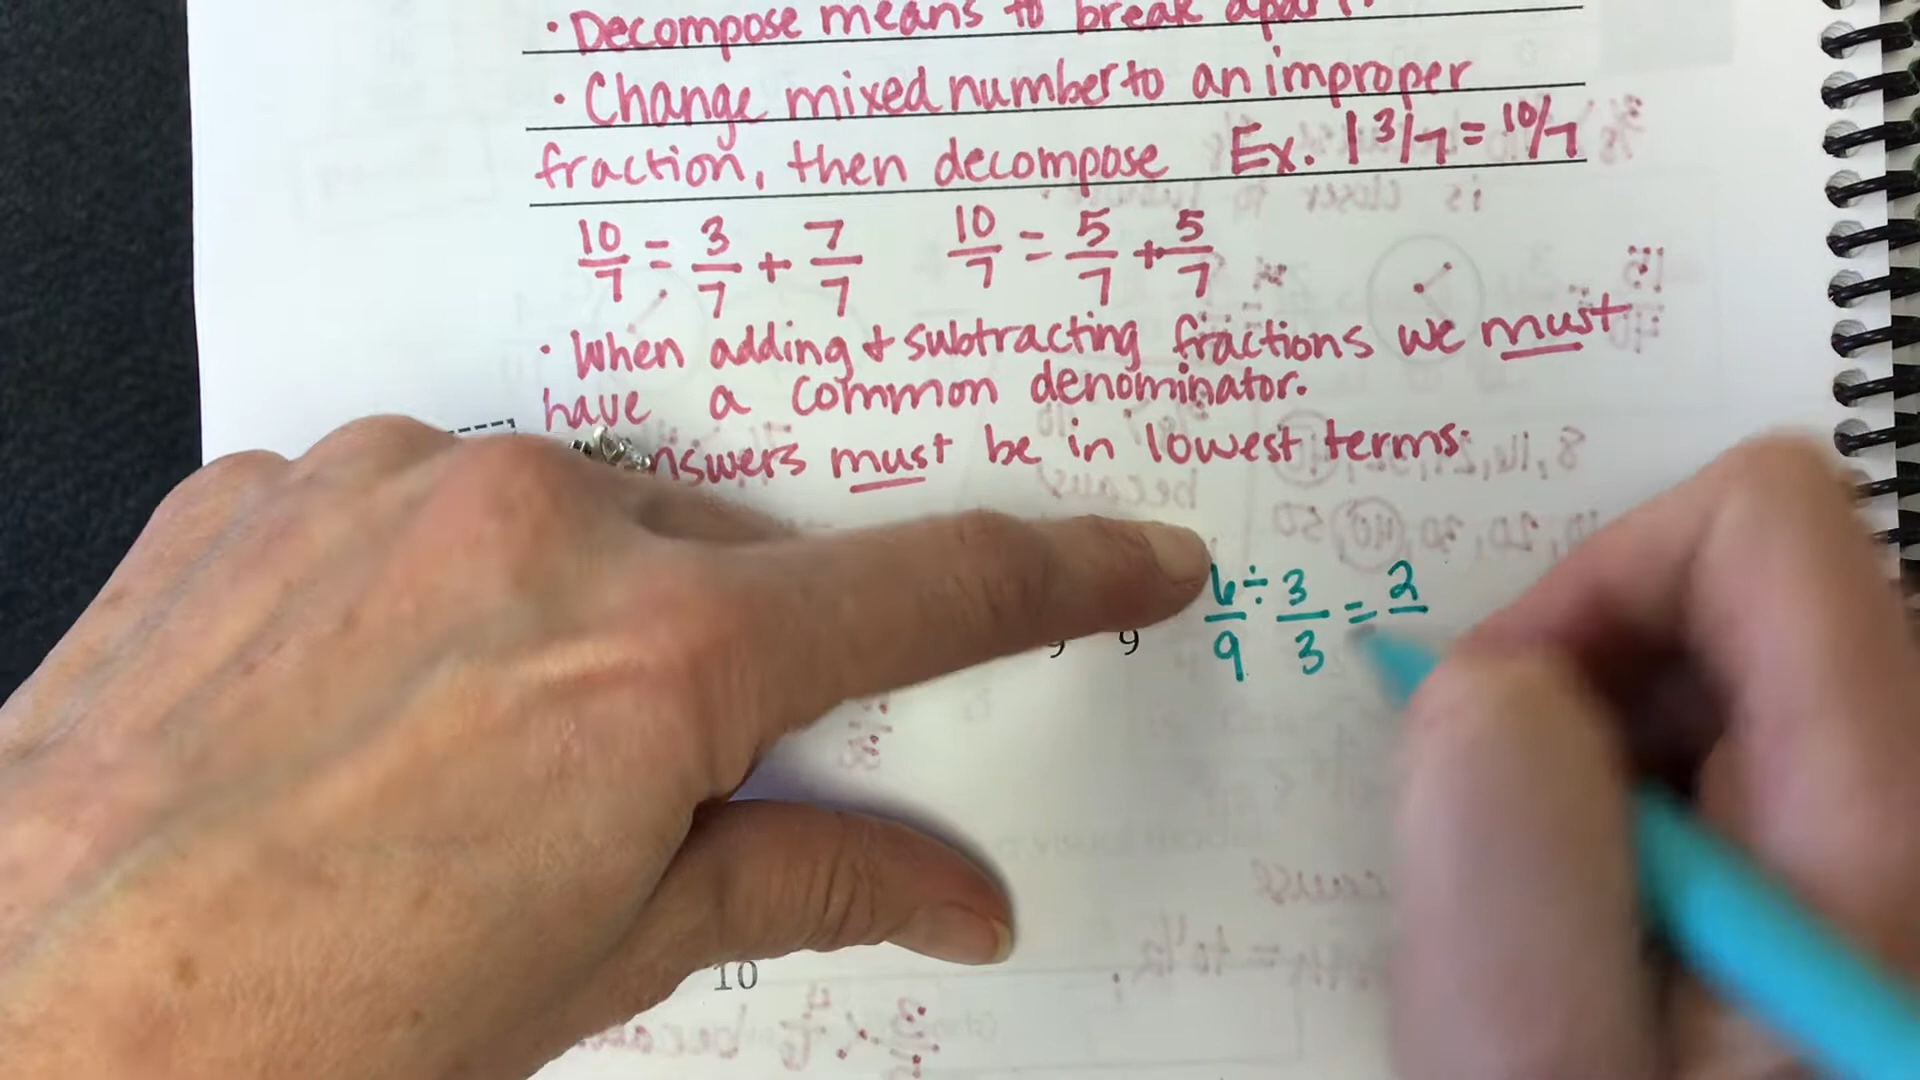 · Decompose means to break apart.
· Change mixed number to an improper
fraction, then decompose Ex. 1 3/7 = 10/7
10/7 = 3/7 + 7/7 10/7 = 5/7 + 5/7
· When adding & subtracting fractions we must
have a common denominator.
nswers must be in lowest terms.
6/9 ÷ 3/3 = 2
9 9
10